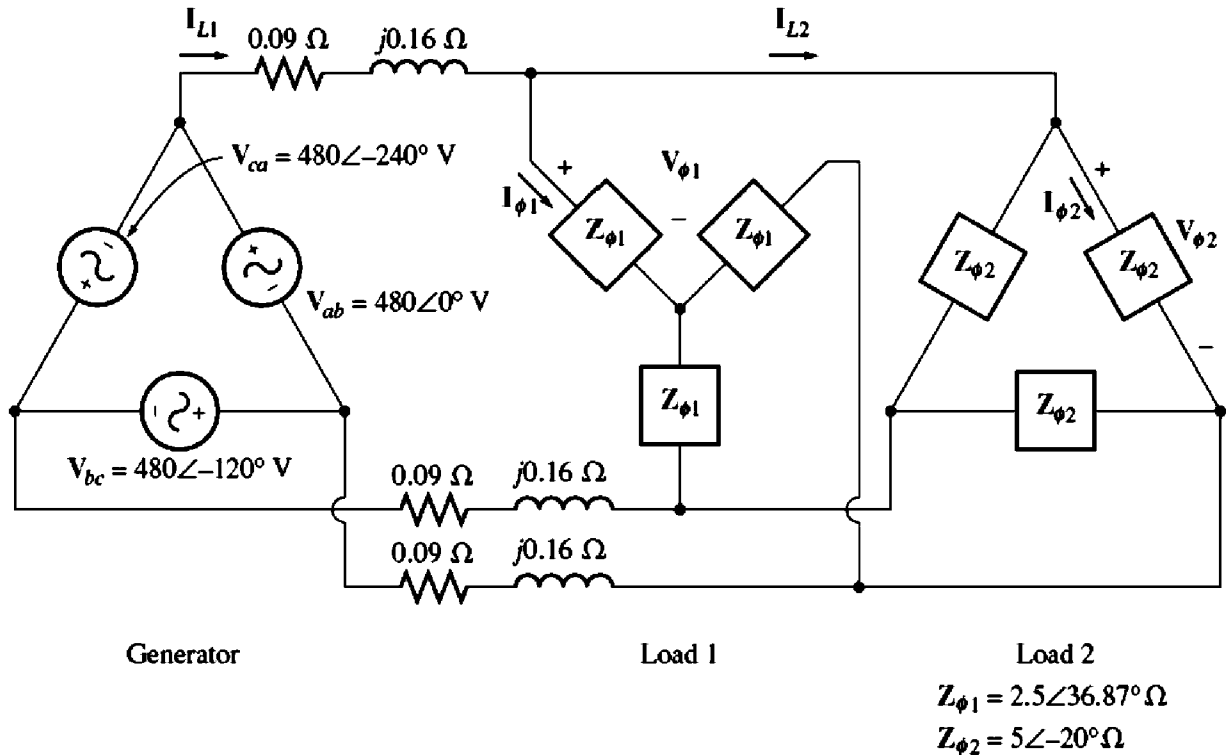 I_L1
0.09 Ω
j0.16 Ω
I_L2
V_ca = 480∠–240° V
V_ab = 480∠0° V
V_bc = 480∠–120° V
+
–
+
–
–
+
+
V_ϕ1
I_ϕ1
–
Z_ϕ1
Z_ϕ1
Z_ϕ1
+
I_ϕ2
V_ϕ2
Z_ϕ2
Z_ϕ2
–
Z_ϕ2
0.09 Ω
j0.16 Ω
0.09 Ω
j0.16 Ω
Generator
Load 1
Load 2
Z_ϕ1 = 2.5∠36.87° Ω
Z_ϕ2 = 5∠–20° Ω